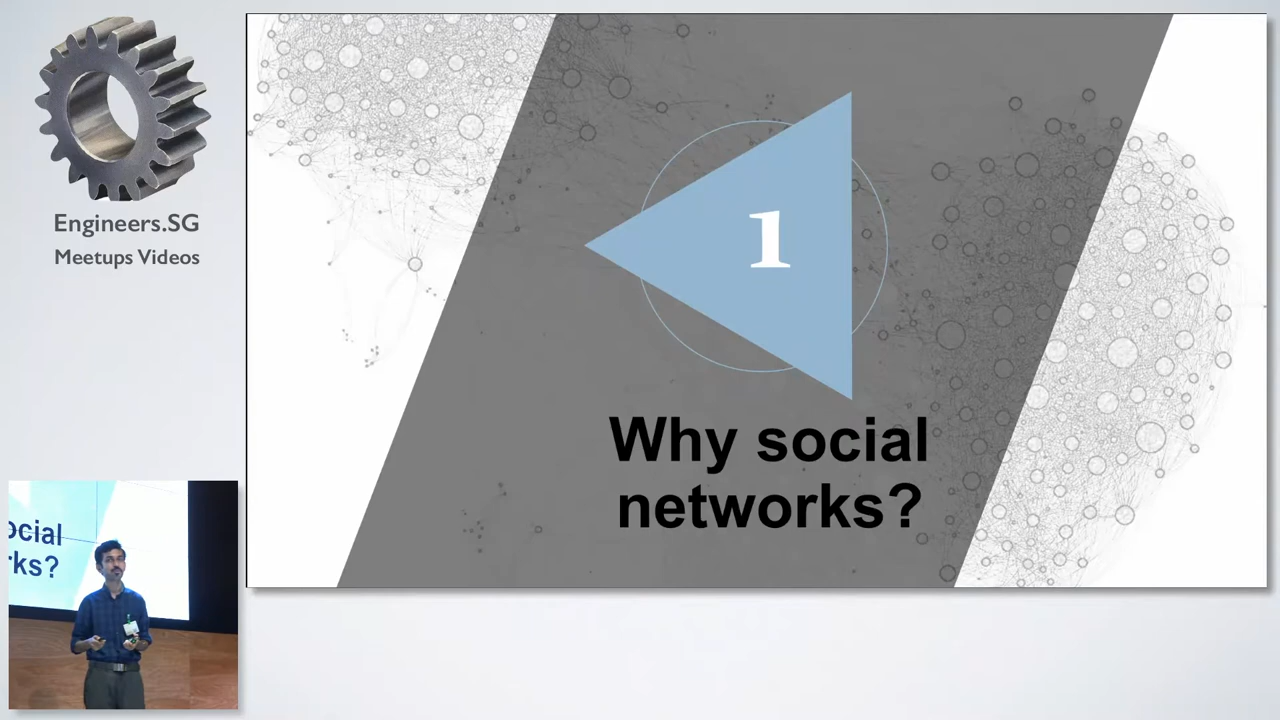 Engineers.SG
Meetups Videos
1
Why social
networks?
ocial
rks?